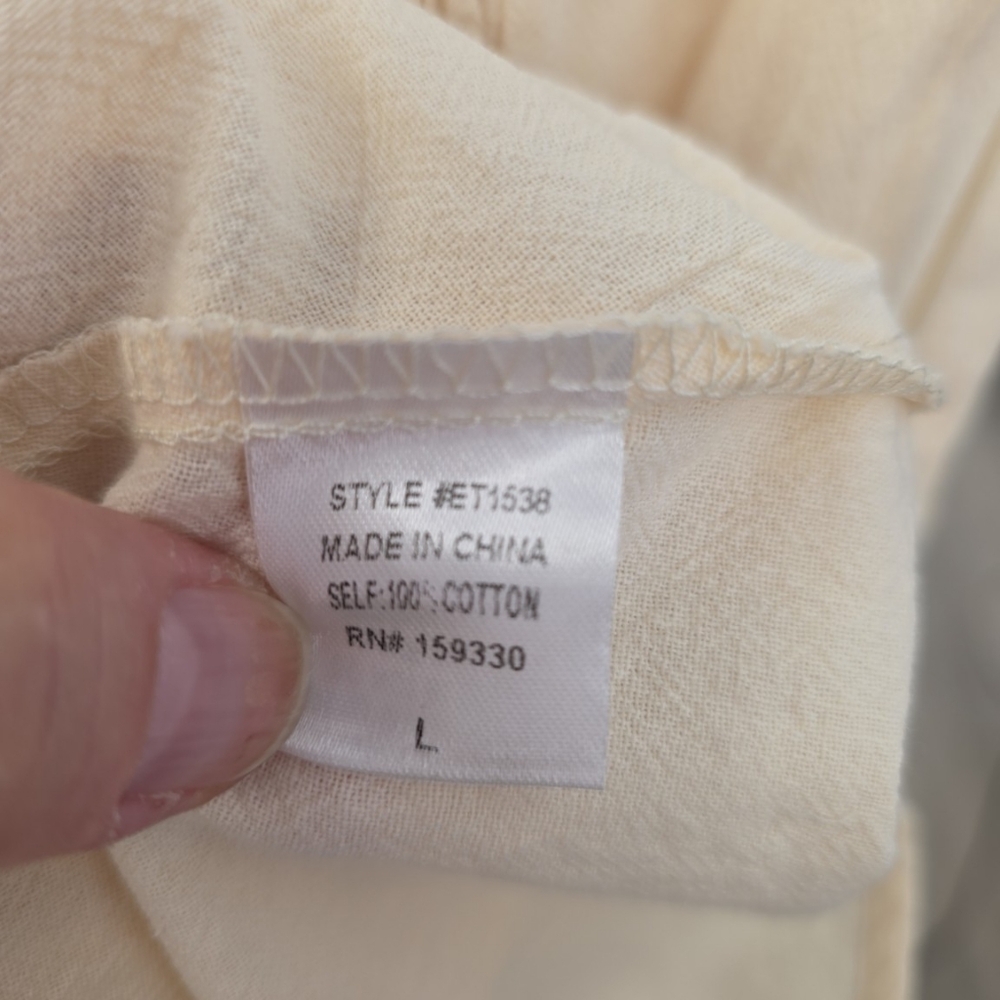 STYLE #ET1538
MADE IN CHINA
SELF:100% COTTON
RN# 159330
L